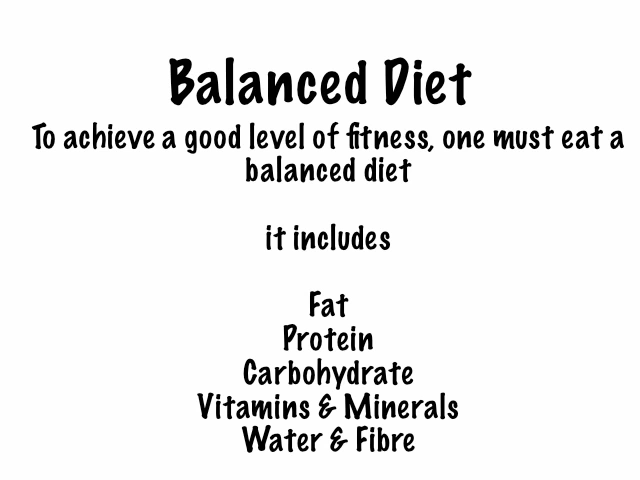 Balanced Diet
To achieve a good level of fitness, one must eat a
balanced diet
it includes
Fat
Protein
Carbohydrate
Vitamins & Minerals
Water & Fibre